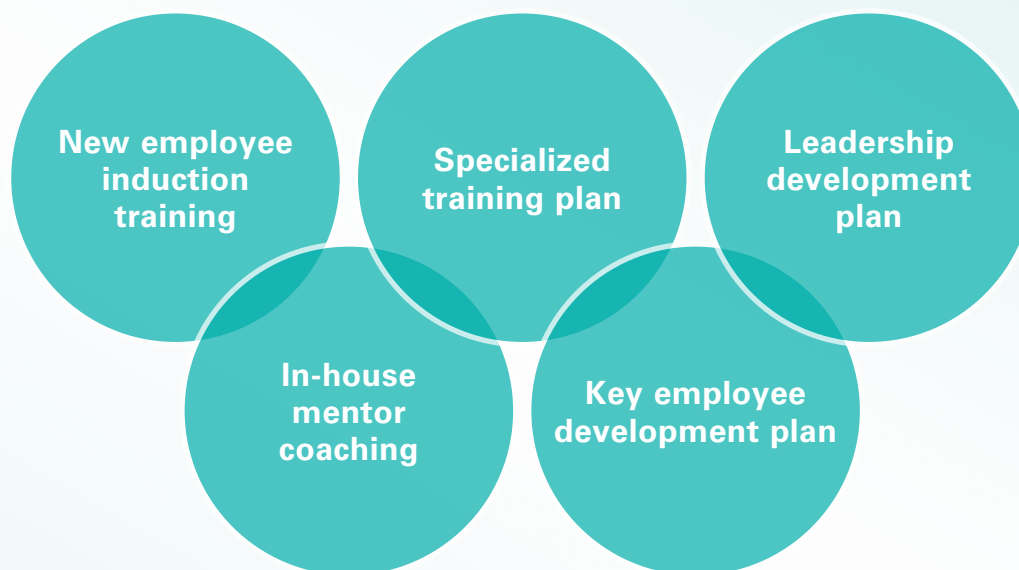 New employee
induction
training
Specialized
training plan
Leadership
development
plan
In-house
mentor
coaching
Key employee
development plan